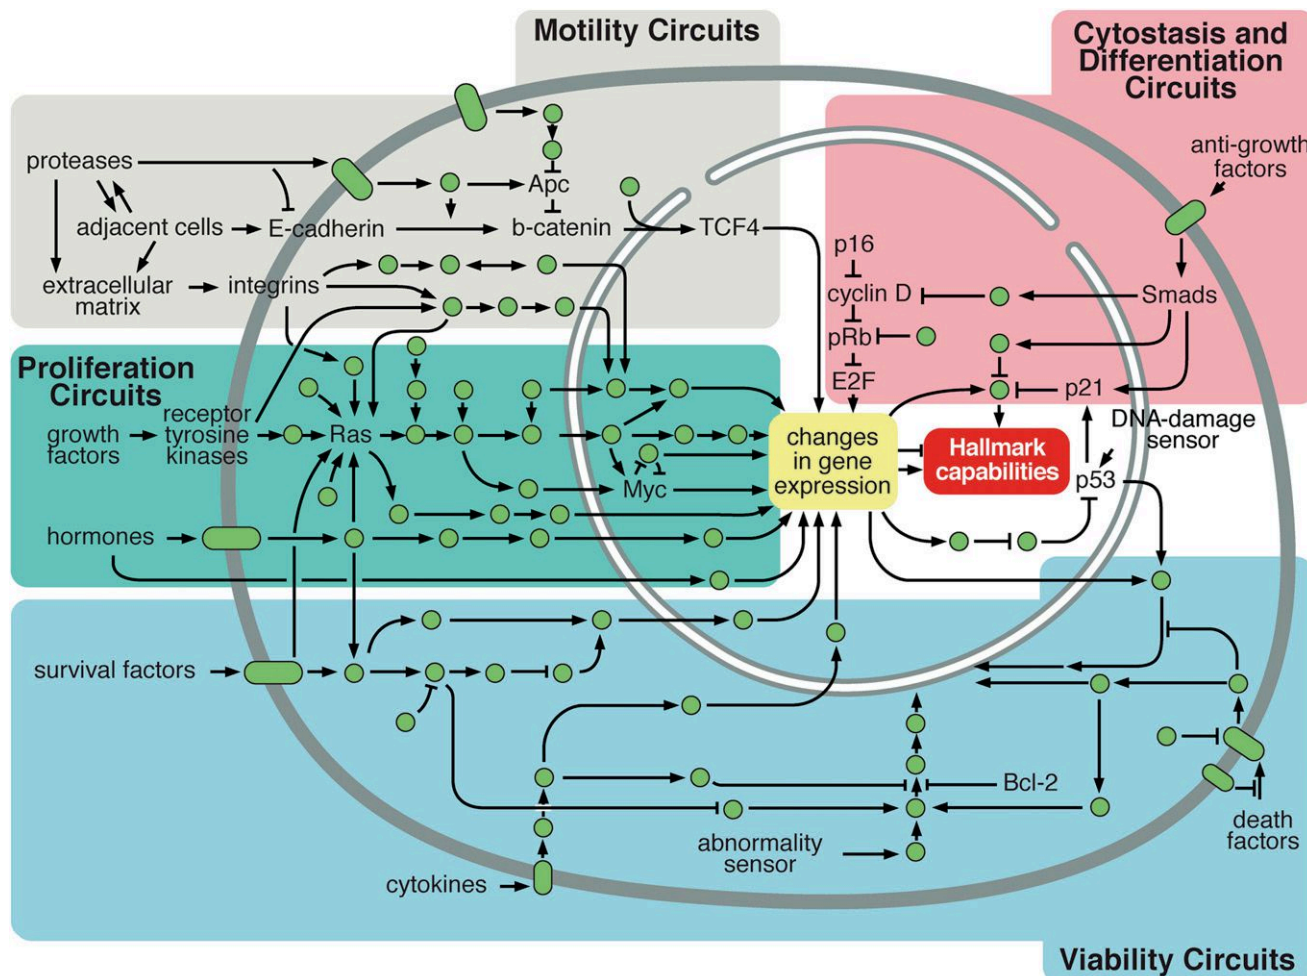 Motility Circuits
Cytostasis and
Differentiation
Circuits
proteases
adjacent cells
E-cadherin
extracellular
matrix
integrins
Apc
b-catenin
TCF4
anti-growth
factors
p16
cyclin D
Smads
pRb
E2F
p21
DNA-damage
sensor
p53
Proliferation
Circuits
growth
factors
receptor
tyrosine
kinases
Ras
Myc
hormones
changes
in gene
expression
Hallmark
capabilities
survival factors
Bcl-2
abnormality
sensor
cytokines
death
factors
Viability Circuits